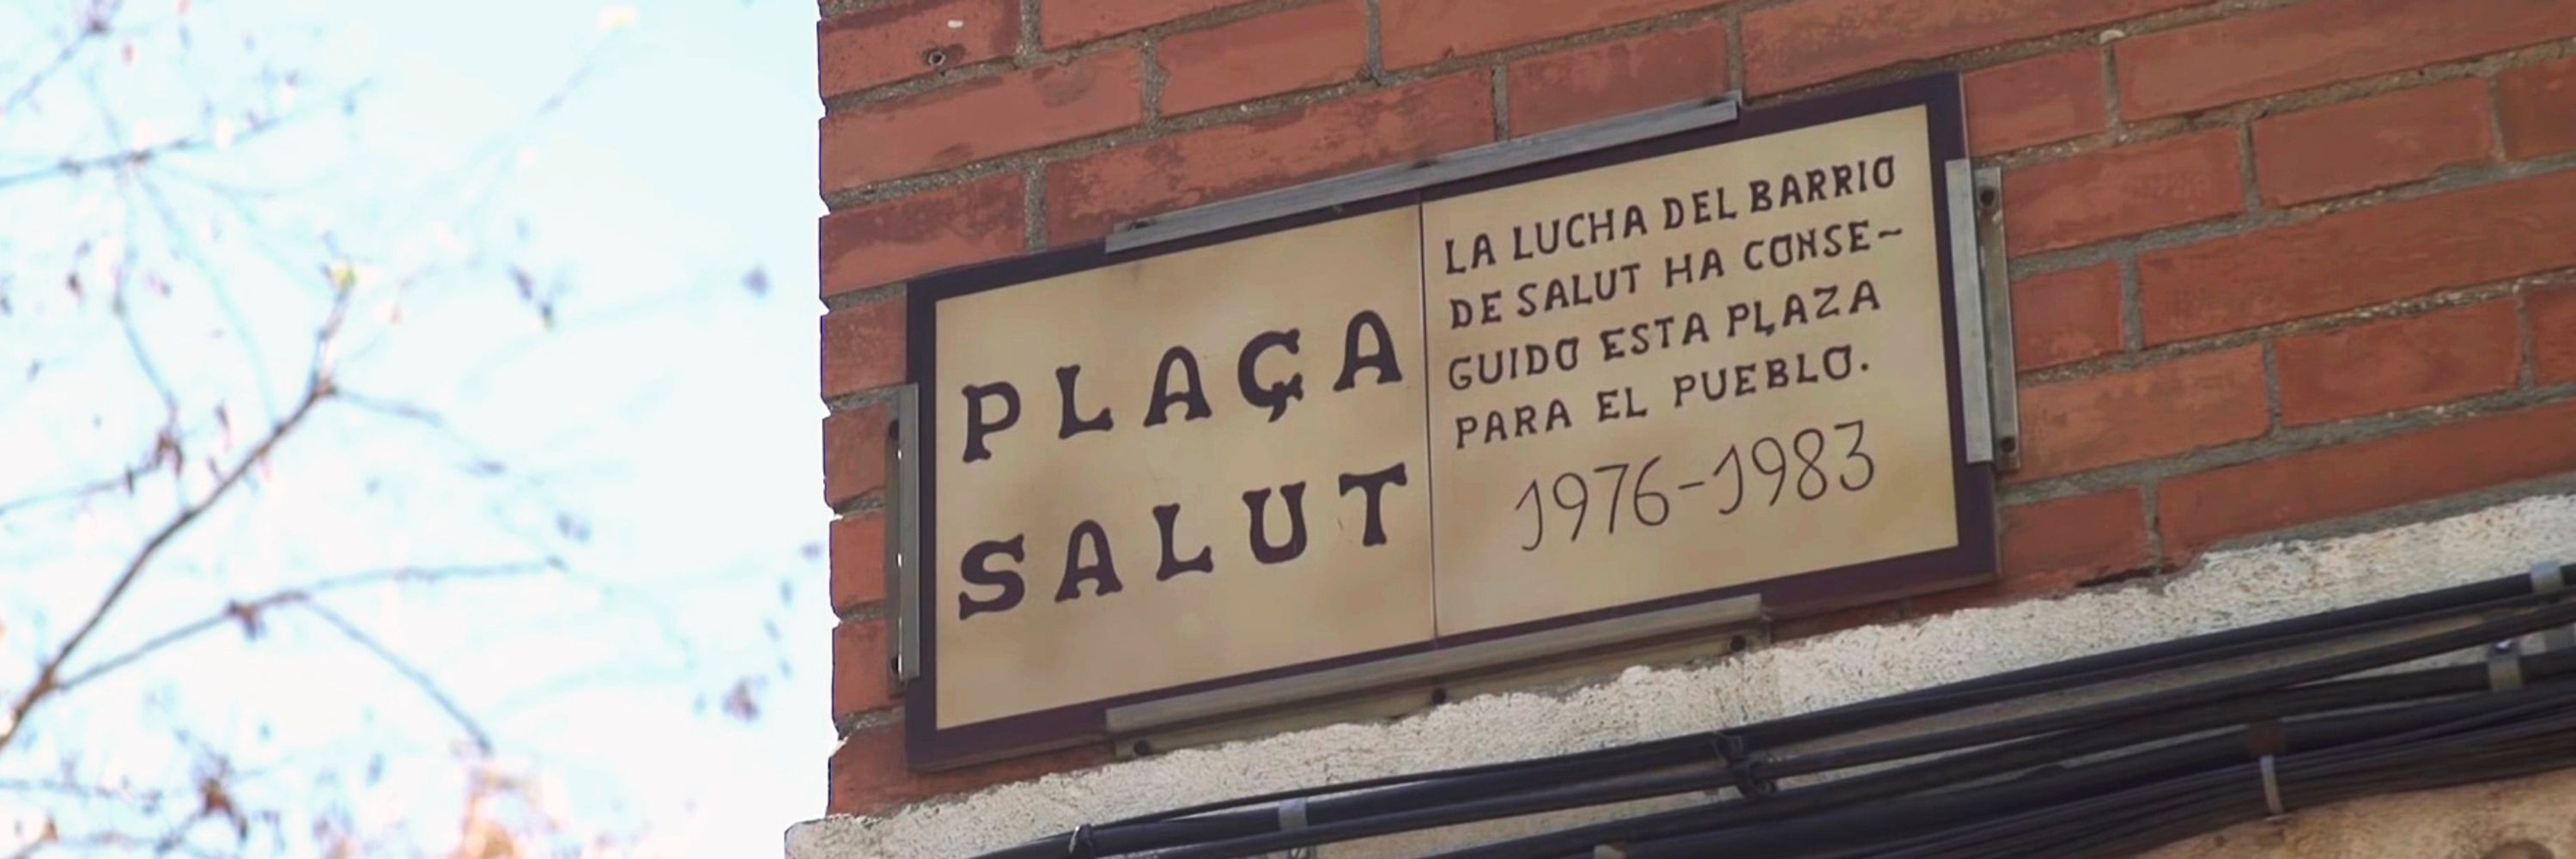 PLAÇA
SALUT
LA LUCHA DEL BARRIO
DE SALUT HA CONSE~
GUIDO ESTA PLAZA
PARA EL PUEBLO.
1976-1983